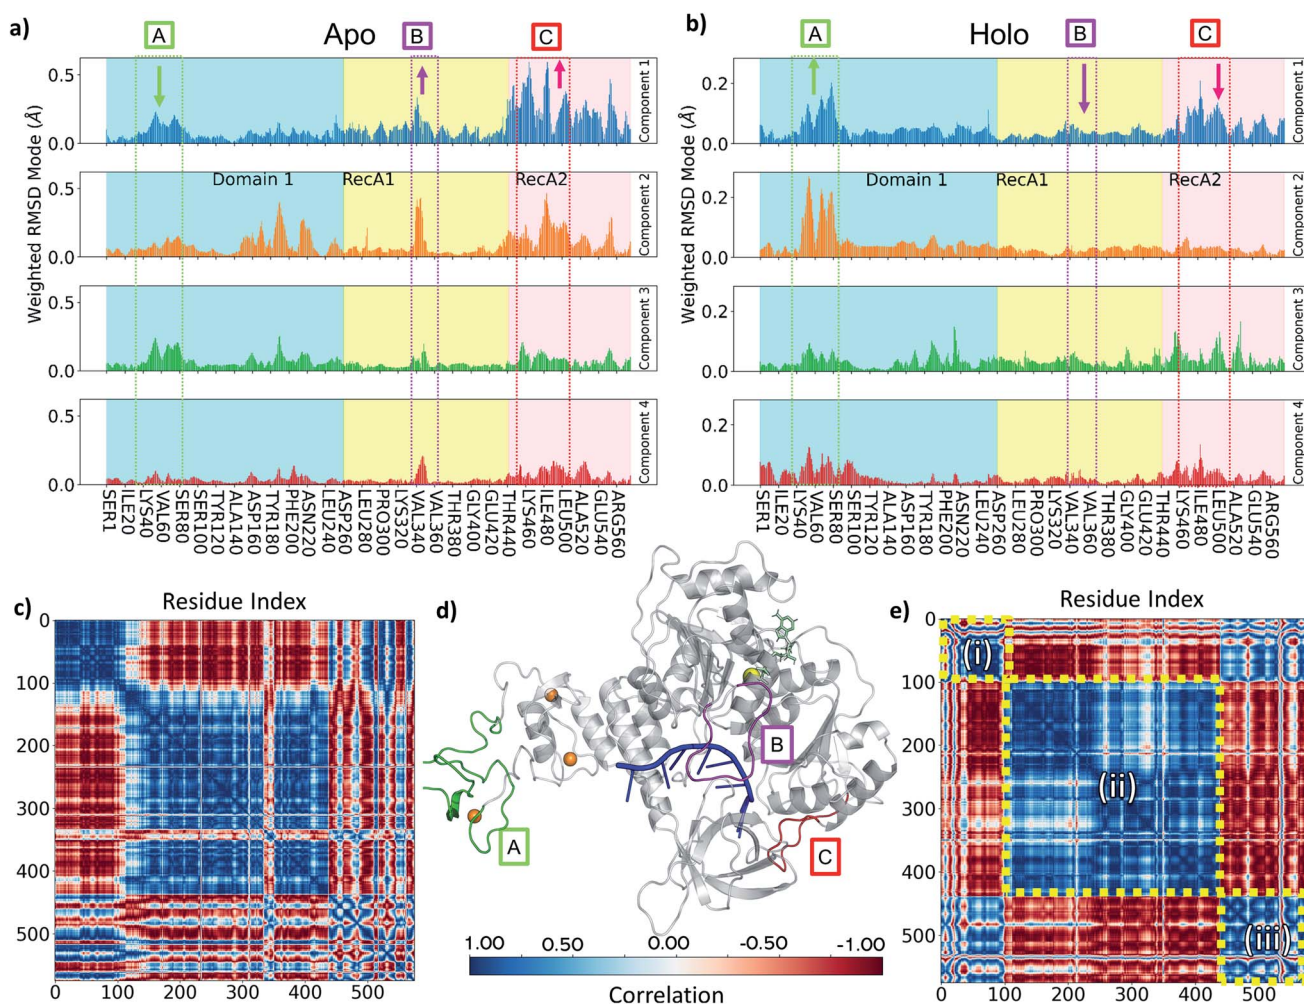 a)
A
Apo
B
C
Weighted RMSD Mode (Å)
0.5
0.0
Component 1
0.5
0.0
Domain 1
RecA1
RecA2
Component 2
0.5
0.0
Component 3
0.5
0.0
Component 4
SER1
ILE20
LYS40
VAL60
SER80
SER100
TYR120
ALA140
ASP160
TYR180
PHE200
ASN220
LEU240
ASP260
LEU280
PRO300
LYS320
VAL340
VAL360
THR380
GLY400
GLU420
THR440
LYS460
ILE480
LEU500
ALA520
GLU540
ARG560
b)
A
Holo
B
C
Weighted RMSD Mode (Å)
0.2
0.0
Component 1
0.2
0.0
Domain 1
RecA1
RecA2
Component 2
0.2
0.0
Component 3
0.2
0.0
Component 4
SER1
ILE20
LYS40
VAL60
SER80
SER100
TYR120
ALA140
ASP160
TYR180
PHE200
ASN220
LEU240
ASP260
LEU280
PRO300
LYS320
VAL340
VAL360
THR380
GLY400
GLU420
THR440
LYS460
ILE480
LEU500
ALA520
GLU540
ARG560
c)
Residue Index
0
100
200
300
400
500
0 100 200 300 400 500
d)
A
B
C
1.00 0.50 0.00 -0.50 -1.00
Correlation
e)
Residue Index
0
100
200
300
400
500
(i)
(ii)
(iii)
0 100 200 300 400 500